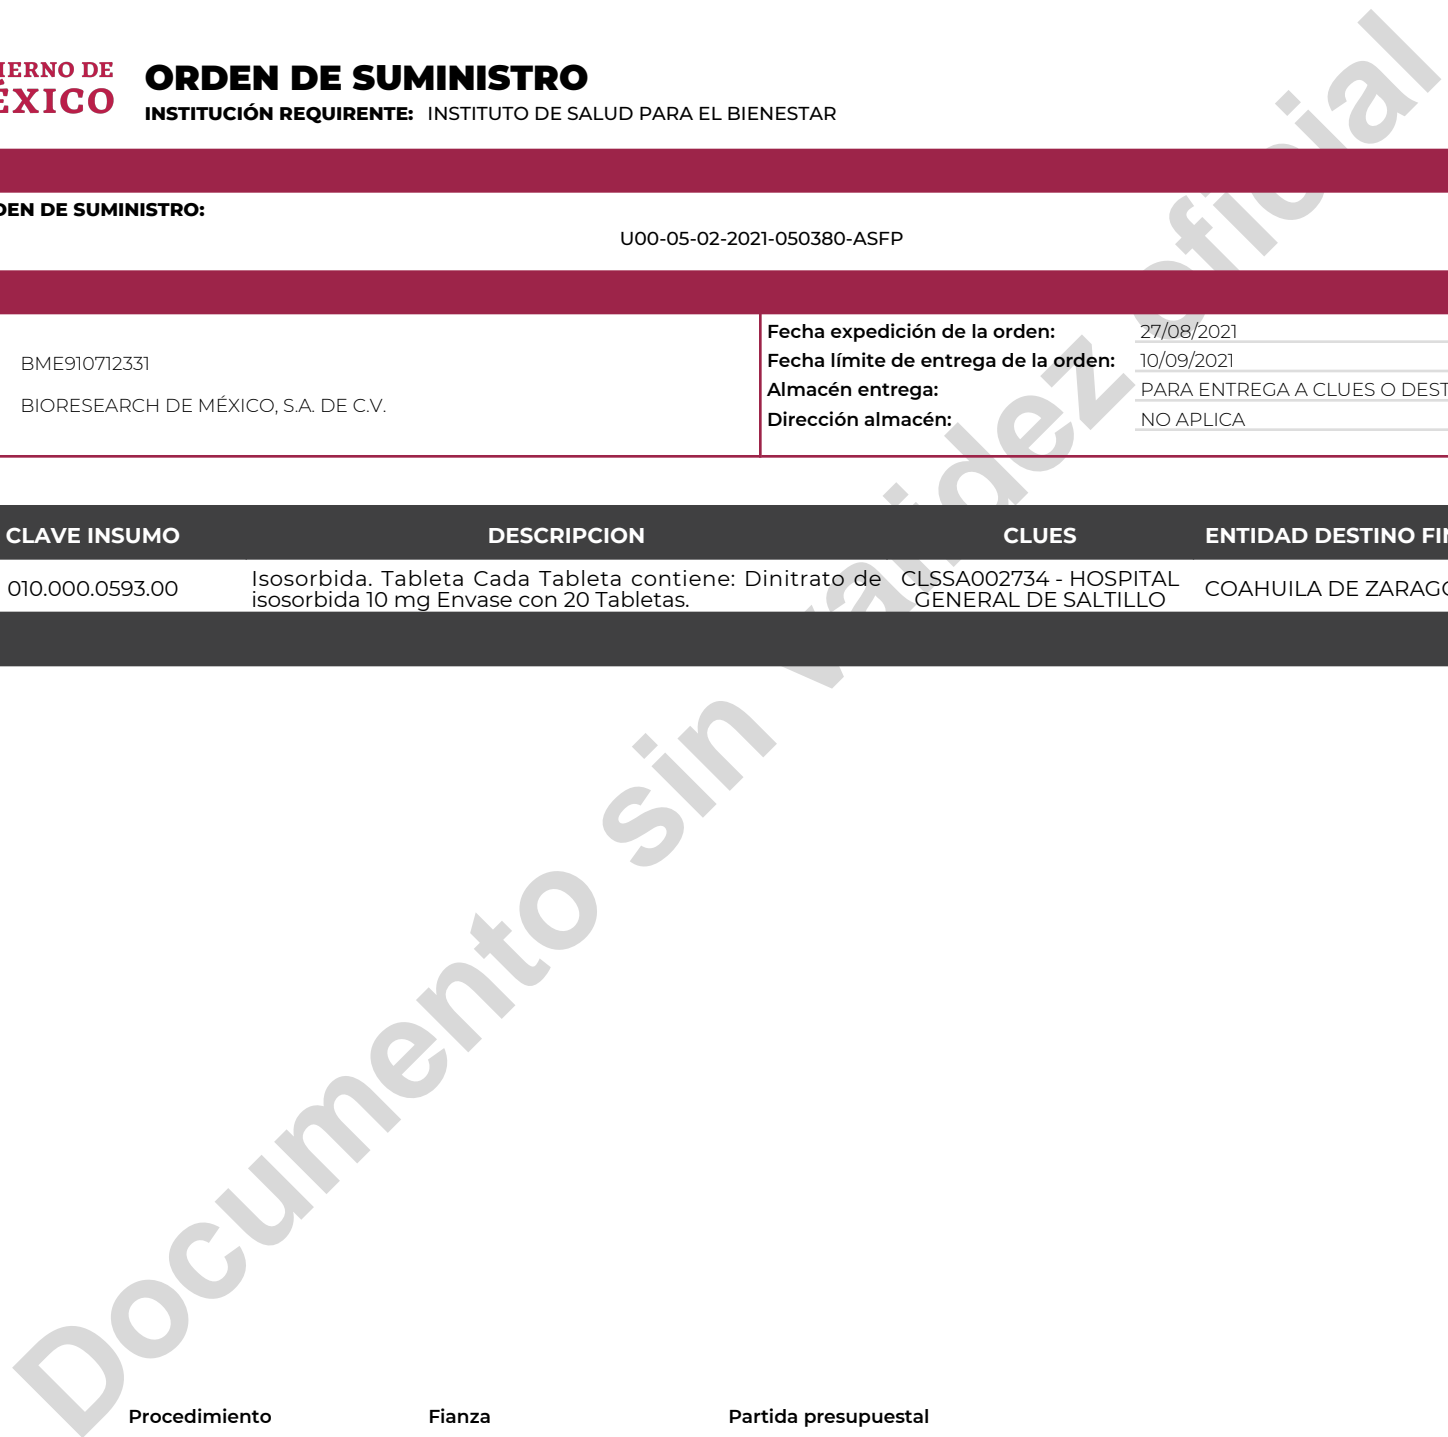 IERNO DE
ÉXICO
ORDEN DE SUMINISTRO
INSTITUCIÓN REQUIRENTE: INSTITUTO DE SALUD PARA EL BIENESTAR
DEN DE SUMINISTRO:
U00-05-02-2021-050380-ASFP
BME910712331
BIORESEARCH DE MÉXICO, S.A. DE C.V.
Fecha expedición de la orden: 27/08/2021
Fecha límite de entrega de la orden: 10/09/2021
Almacén entrega: PARA ENTREGA A CLUES O DEST
Dirección almacén: NO APLICA
CLAVE INSUMO DESCRIPCION CLUES ENTIDAD DESTINO FIN
010.000.0593.00
Isosorbida. Tableta Cada Tableta contiene: Dinitrato de
isosorbida 10 mg Envase con 20 Tabletas.
CLSSA002734 - HOSPITAL
GENERAL DE SALTILLO
COAHUILA DE ZARAGO
Documento sin validez oficial
Procedimiento Fianza Partida presupuestal